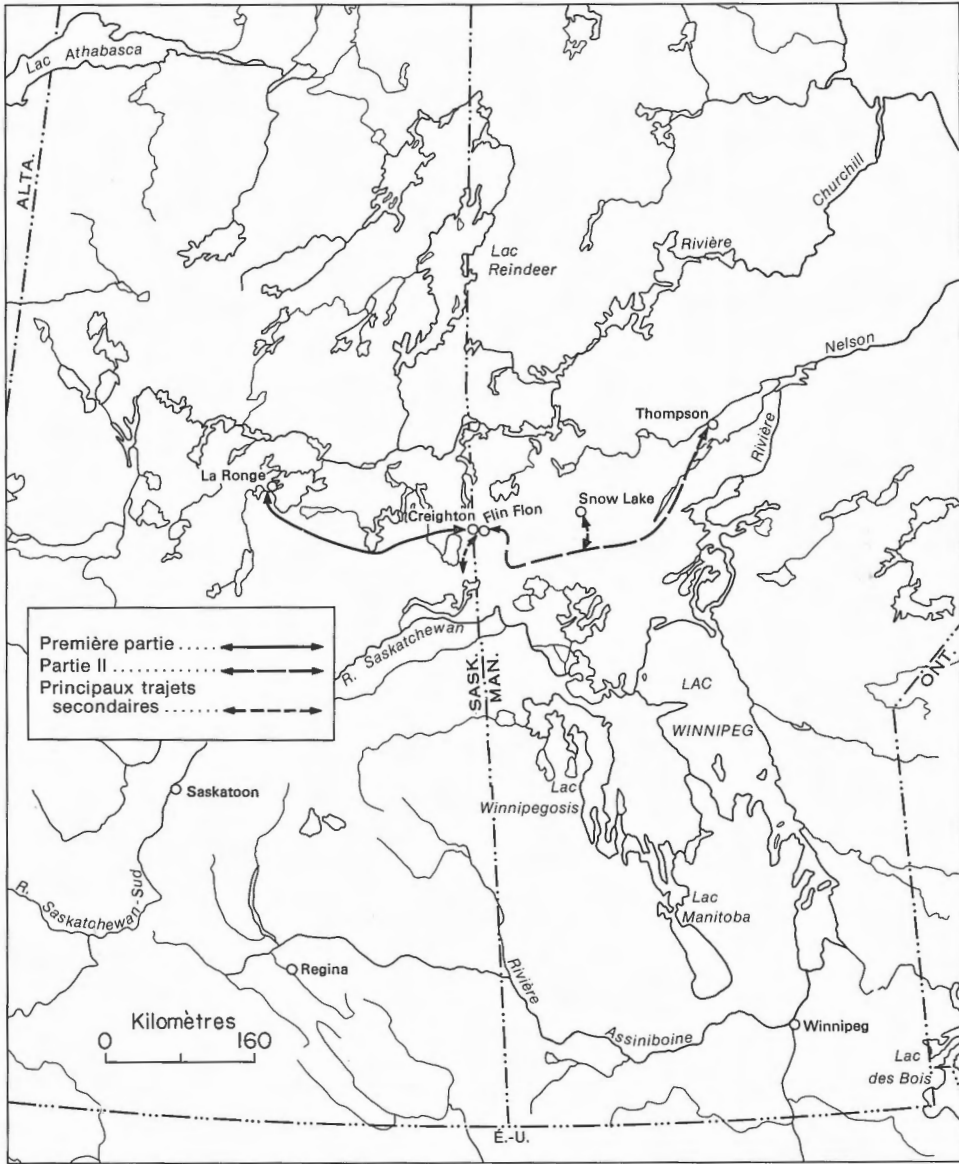 Lac Athabasca
ALTA.
Churchill
Rivière
Lac
Reindeer
Nelson
Thompson
Rivière
La Ronge
Snow Lake
Creighton
Flin Flon
Première partie ......
Partie II ............
Principaux trajets
secondaires .......
R. Saskatchewan
SASK.
MAN.
LAC
WINNIPEG
ONT.
Lac
Winnipegosis
Saskatoon
R. Saskatchewan-Sud
Lac
Manitoba
Regina
Rivière
Assiniboine
Kilomètres
0 160
Winnipeg
Lac
des Bois
É.-U.